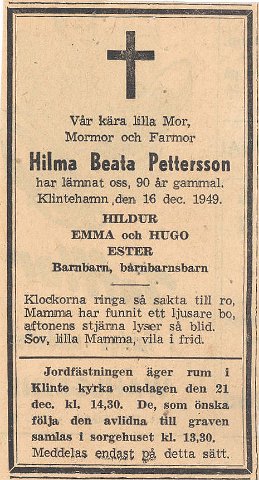 Vår kära lilla Mor,
Mormor och Farmor
Hilma Beata Pettersson
har lämnat oss, 90 år gammal.
Klintehamn den 16 dec. 1949.
HILDUR
EMMA och HUGO
ESTER
Barnbarn, barnbarnsbarn
Klockorna ringa så sakta till ro,
Mamma har funnit ett ljusare bo,
aftonens stjärna lyser så blid.
Sov, lilla Mamma, vila i frid.
Jordfästningen äger rum i
Klinte kyrka onsdagen den 21
dec. kl. 14,30. De, som önska
följa den avlidna till graven
samlas i sorgehuset kl. 13,30.
Meddelas endast på detta sätt.